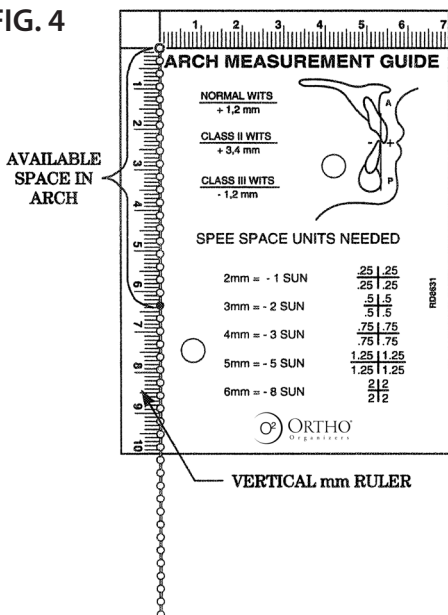 FIG. 4
1 2 3 4 5 6 7
ARCH MEASUREMENT GUIDE
NORMAL WITS
+ 1,2 mm
CLASS II WITS
+ 3,4 mm
CLASS III WITS
- 1,2 mm
A
- +
P
AVAILABLE
SPACE IN
ARCH
1
2
3
4
5
6
7
8
9
10
SPEE SPACE UNITS NEEDED
2mm = - 1 SUN
.25 .25
.25 .25
3mm = - 2 SUN
.5 .5
.5 .5
4mm = - 3 SUN
.75 .75
.75 .75
5mm = - 5 SUN
1.25 1.25
1.25 1.25
6mm = - 8 SUN
2 2
2 2
RD8631
O² ORTHO
Organizers
VERTICAL mm RULER